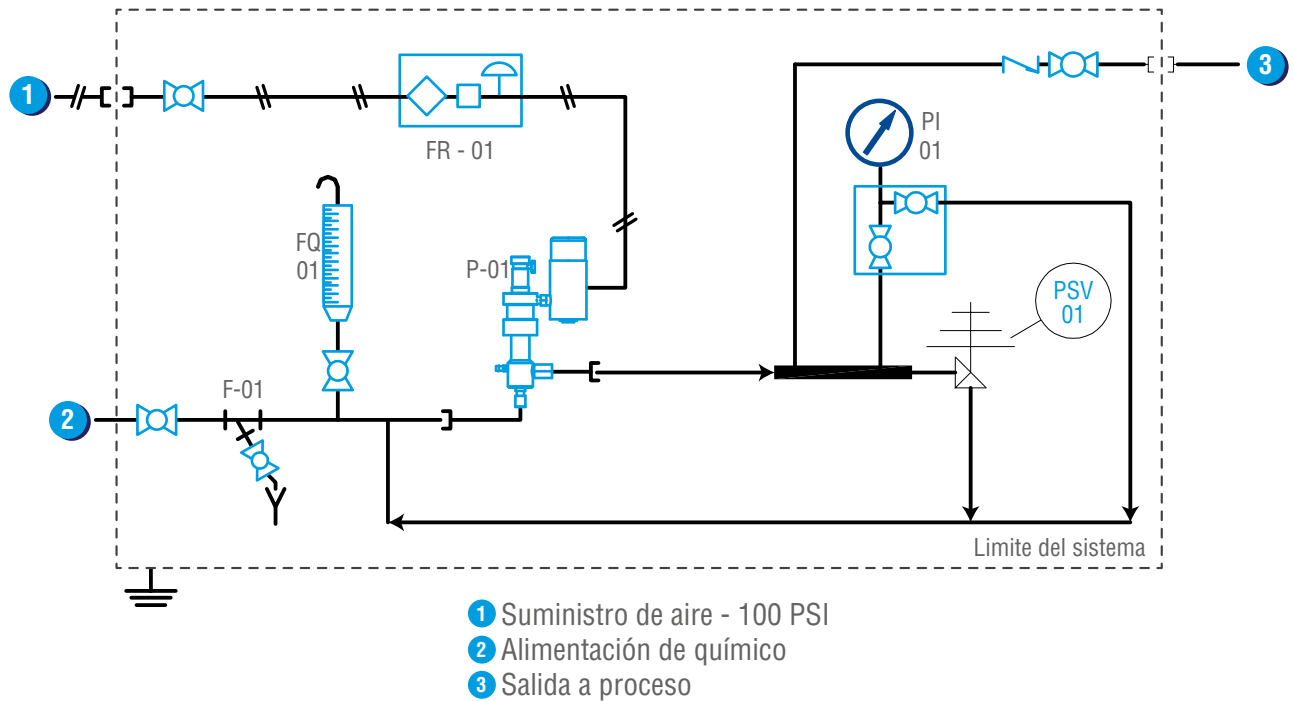 1
3
FR - 01
PI
01
FQ
01
P-01
PSV
01
F-01
2
Limite del sistema
1 Suministro de aire - 100 PSI
2 Alimentación de químico
3 Salida a proceso